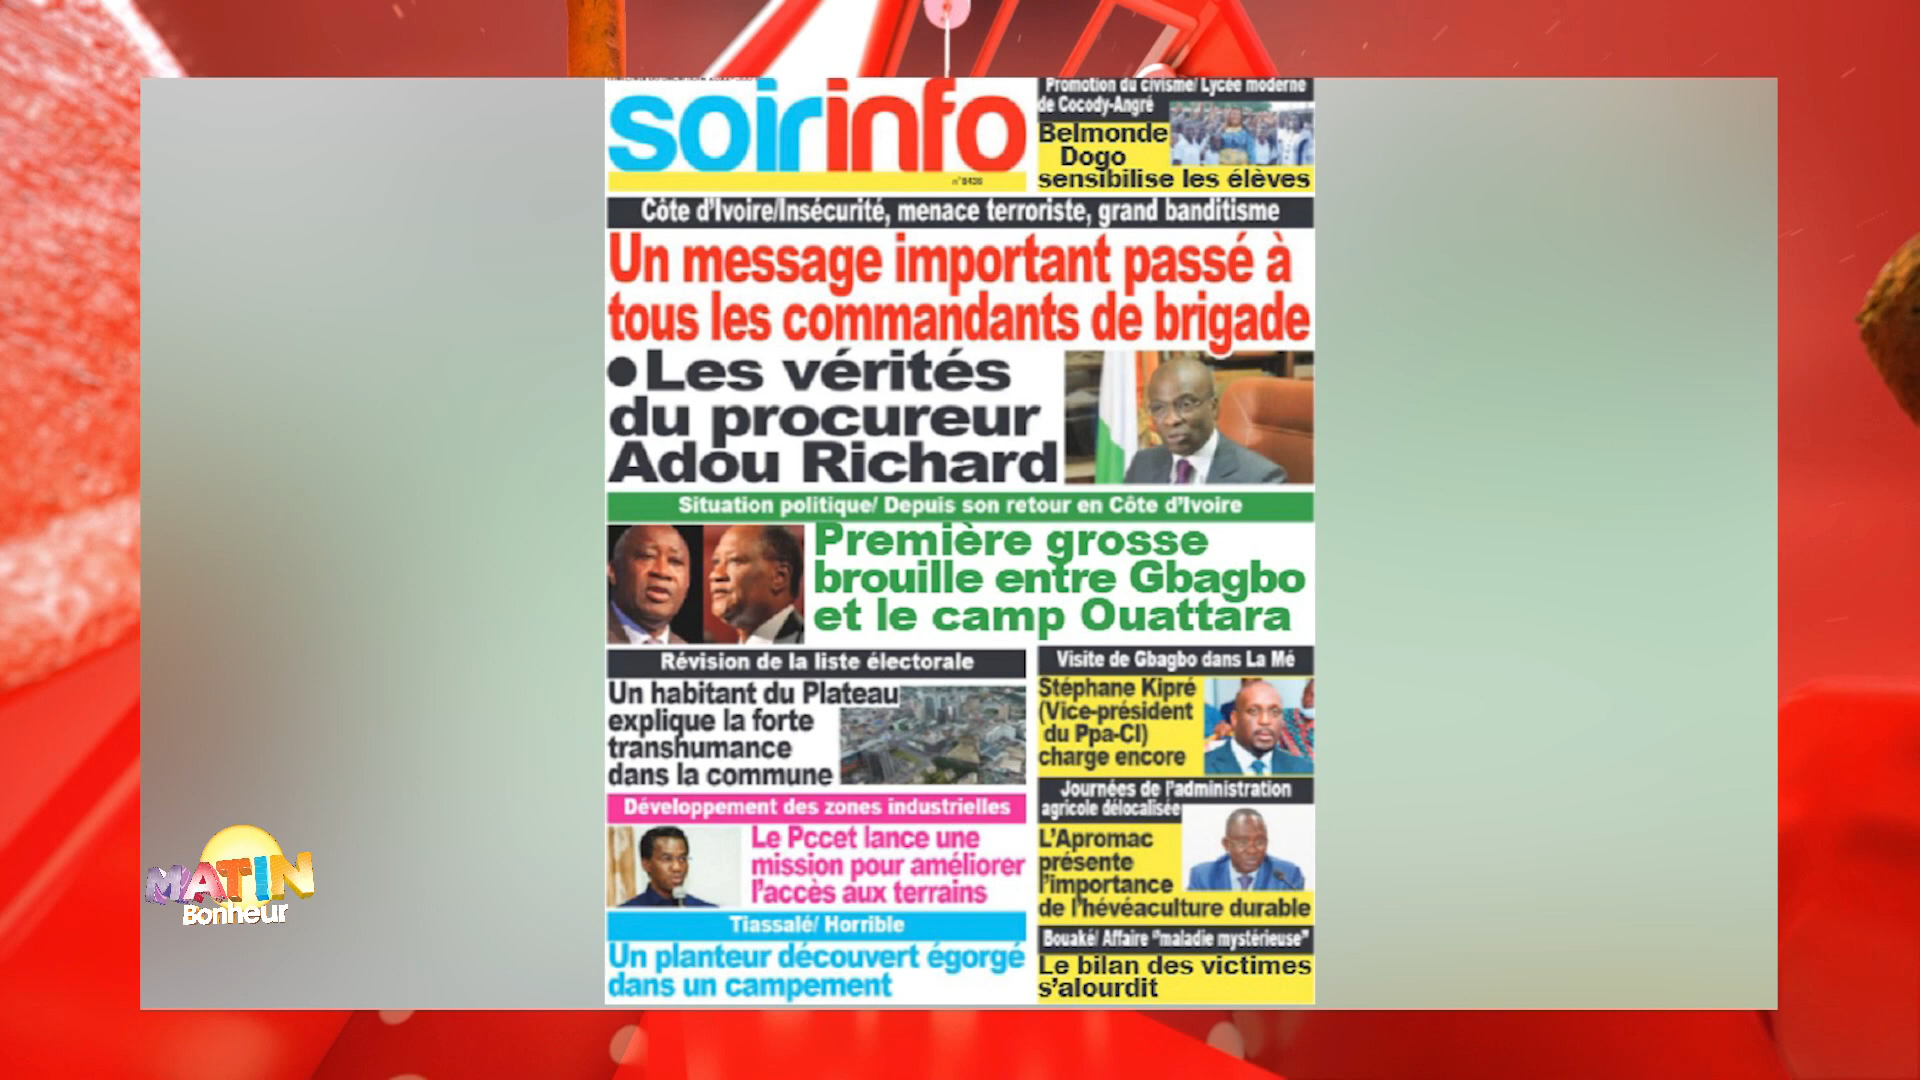 soirinfo
n°8436
Promotion du civisme/ Lycée moderne
de Cocody-Angré
Belmonde
Dogo
sensibilise les élèves
Côte d'Ivoire/Insécurité, menace terroriste, grand banditisme
Un message important passé à
tous les commandants de brigade
●Les vérités
du procureur
Adou Richard
Situation politique/ Depuis son retour en Côte d'Ivoire
Première grosse
brouille entre Gbagbo
et le camp Ouattara
Révision de la liste électorale
Un habitant du Plateau
explique la forte
transhumance
dans la commune
Développement des zones industrielles
Le Pccet lance une
mission pour améliorer
l'accès aux terrains
Tiassalé/ Horrible
Un planteur découvert égorgé
dans un campement
Visite de Gbagbo dans La Mé
Stéphane Kipré
(Vice-président
du Ppa-CI)
charge encore
Journées de l'administration
agricole délocalisée
L'Apromac
présente
l'importance
de l'hévéaculture durable
Bouaké/ Affaire "maladie mystérieuse"
Le bilan des victimes
s'alourdit
MATIN
Bonheur